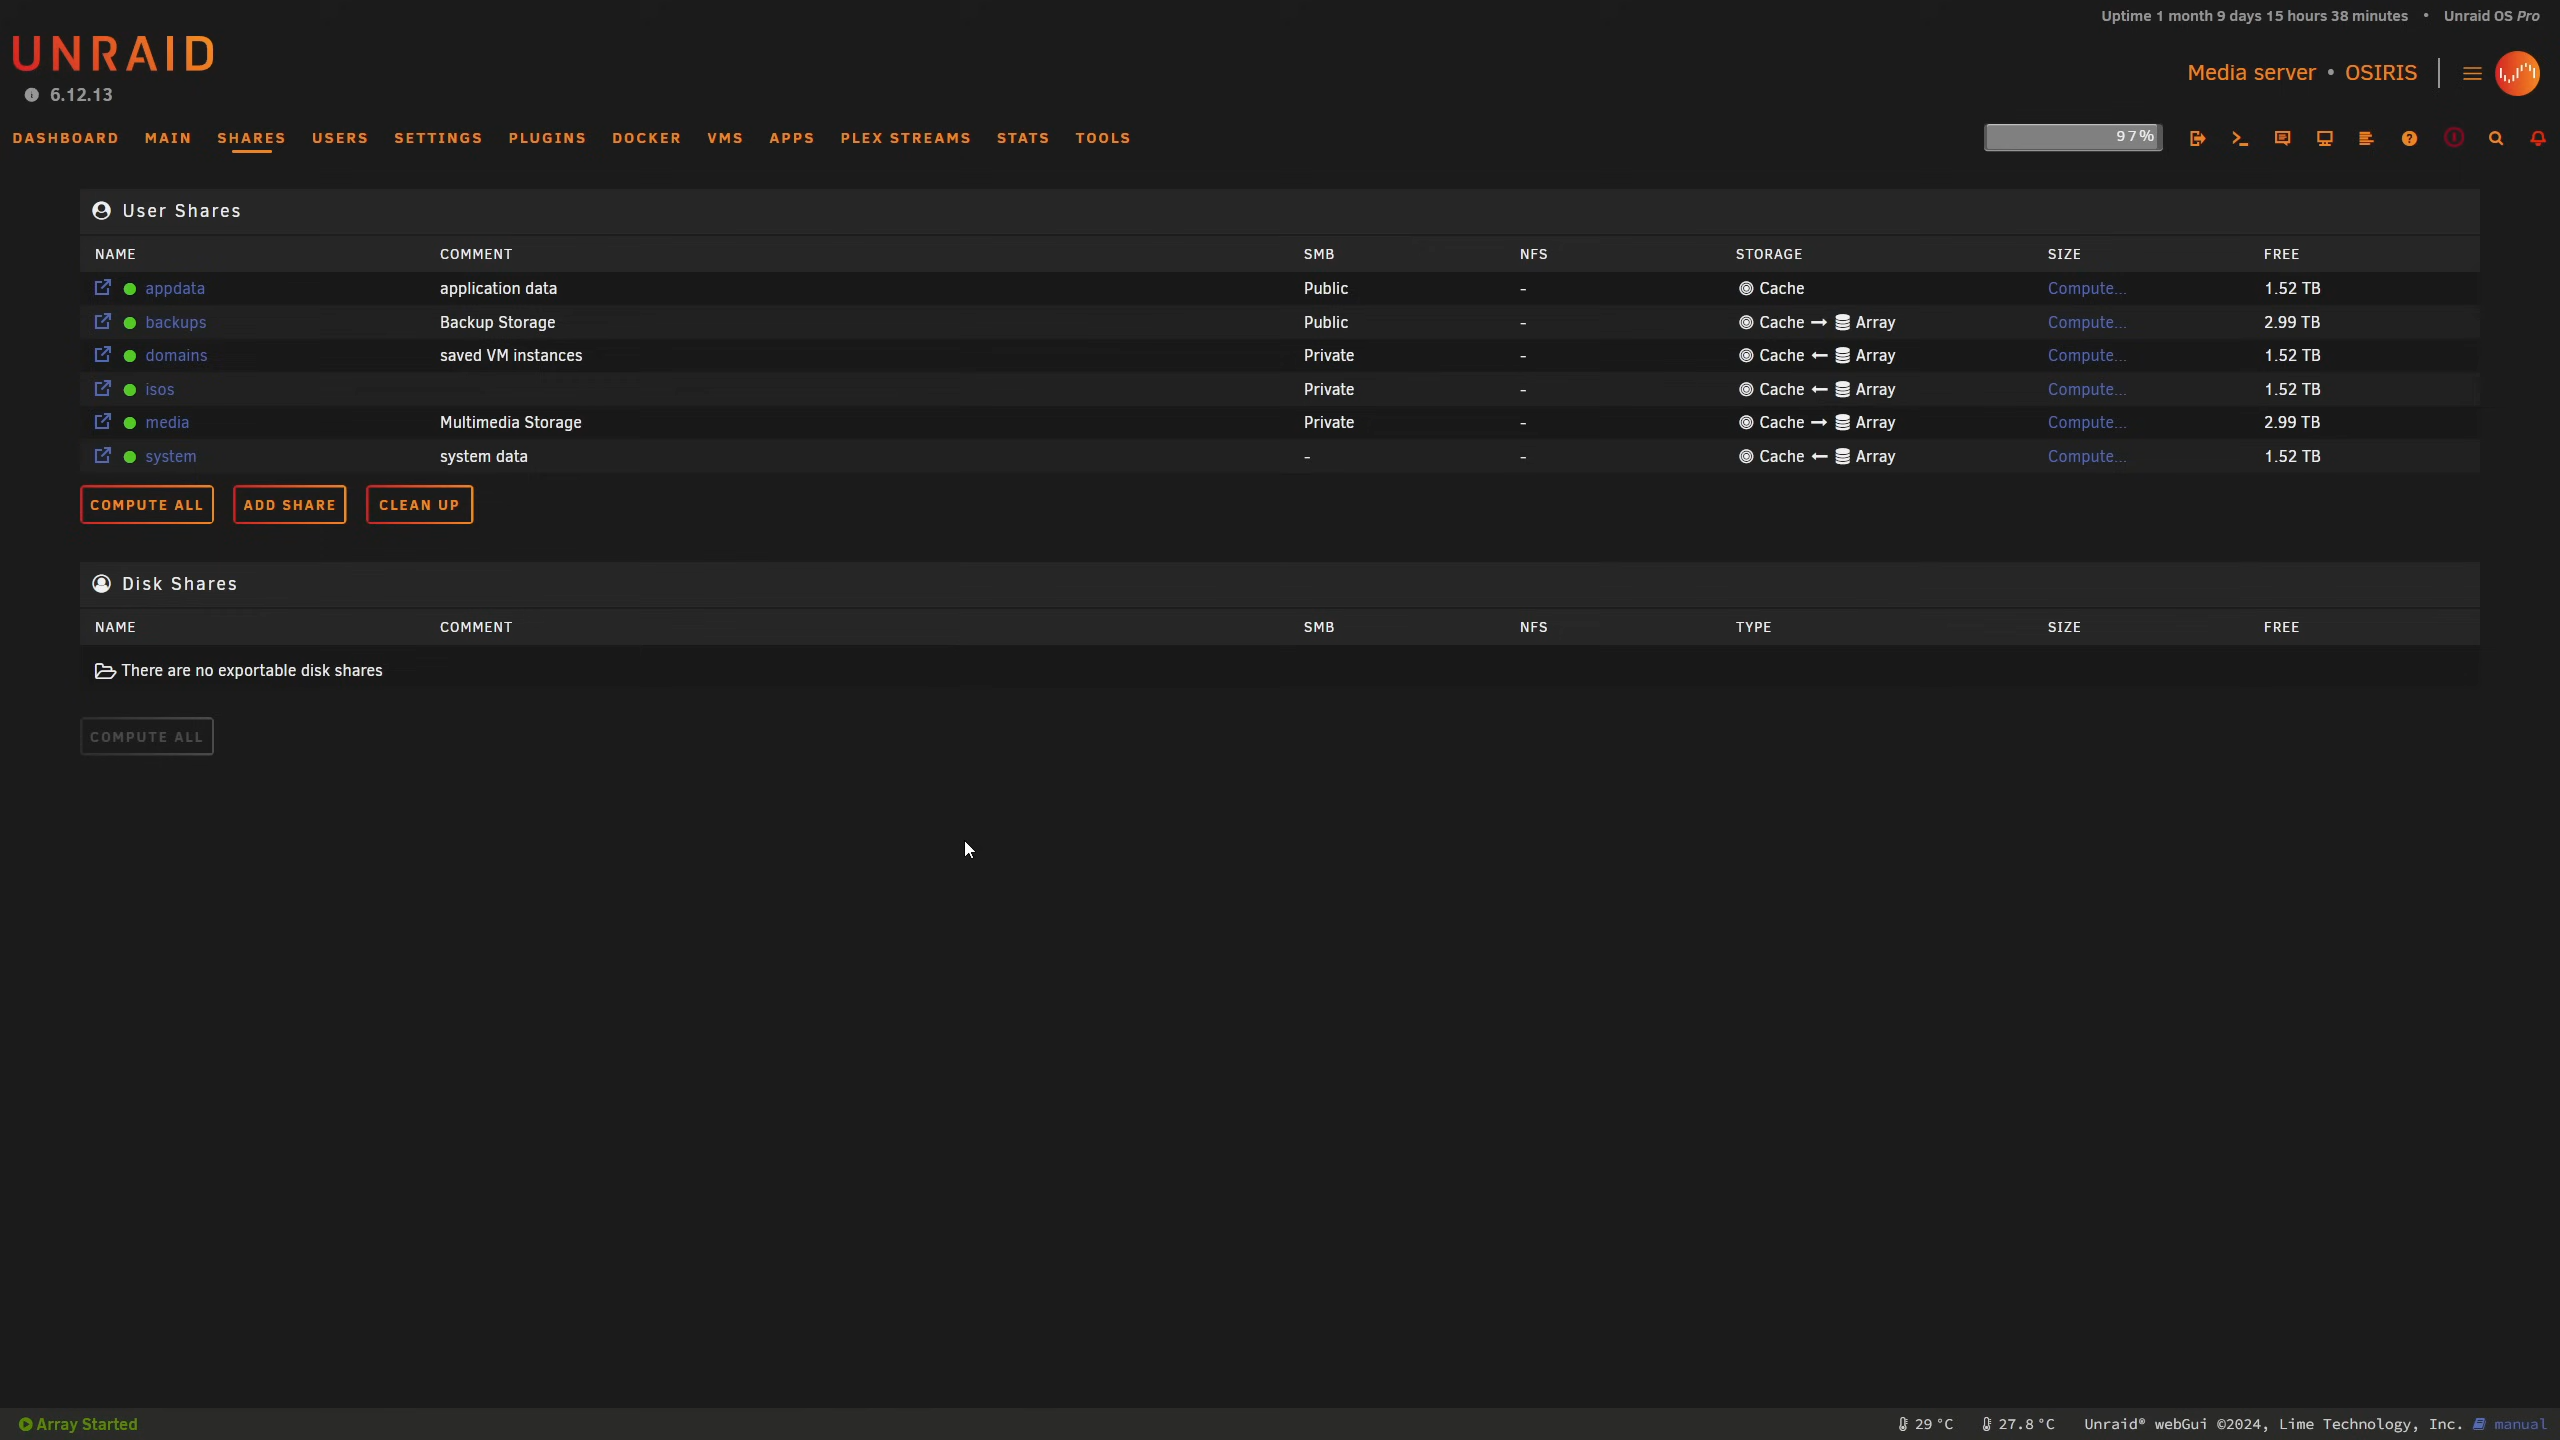 Uptime 1 month 9 days 15 hours 38 minutes • Unraid OS Pro
UNRAID
6.12.13
Media server • OSIRIS
DASHBOARD MAIN SHARES USERS SETTINGS PLUGINS DOCKER VMS APPS PLEX STREAMS STATS TOOLS 97%
User Shares
NAME COMMENT SMB NFS STORAGE SIZE FREE
appdata application data Public - Cache Compute... 1.52 TB
backups Backup Storage Public - Cache → Array Compute... 2.99 TB
domains saved VM instances Private - Cache ← Array Compute... 1.52 TB
isos Private - Cache ← Array Compute... 1.52 TB
media Multimedia Storage Private - Cache → Array Compute... 2.99 TB
system system data - - Cache ← Array Compute... 1.52 TB
COMPUTE ALL ADD SHARE CLEAN UP
Disk Shares
NAME COMMENT SMB NFS TYPE SIZE FREE
There are no exportable disk shares
COMPUTE ALL
Array Started 29 °C 27.8 °C Unraid® webGui ©2024, Lime Technology, Inc. manual